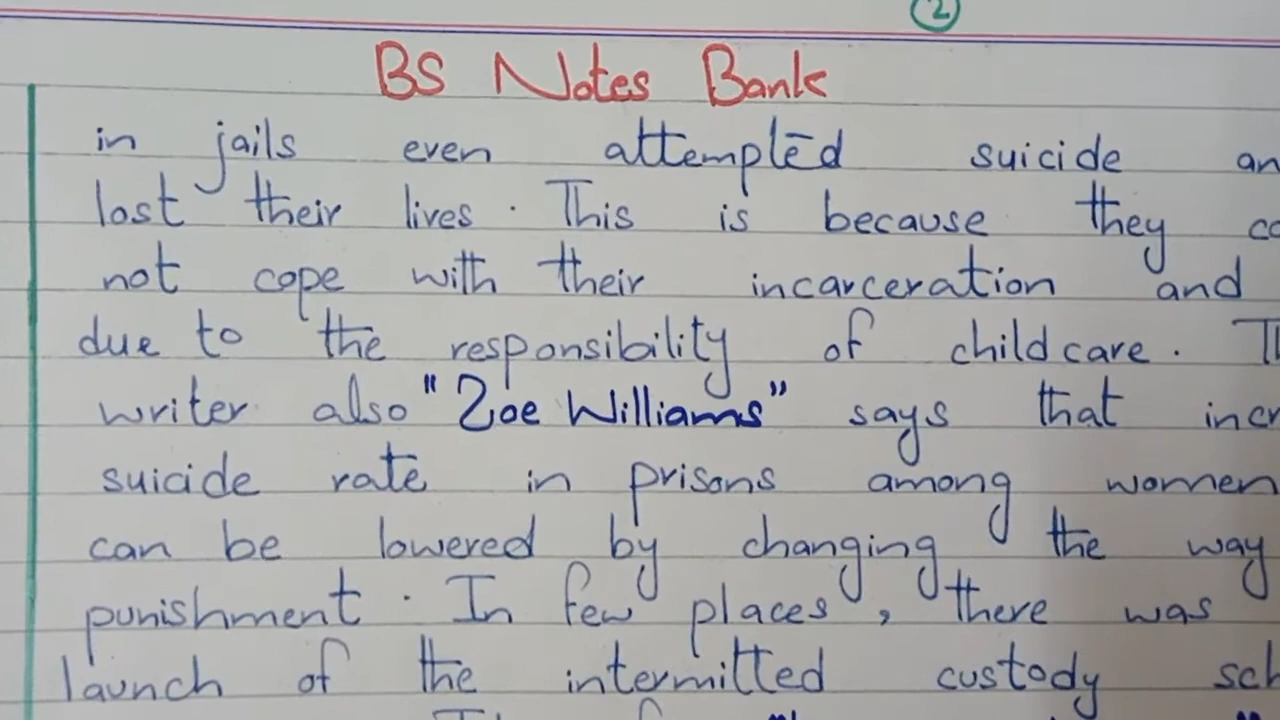 2
BS Notes Bank
in jails even attempted suicide an
lost their lives. This is because they co
not cope with their incarceration and
due to the responsibility of childcare. Th
writer also "Zoe Williams" says that incr
suicide rate in prisons among women
can be lowered by changing the way
punishment. In few places, there was
launch of the intermitted custody sch